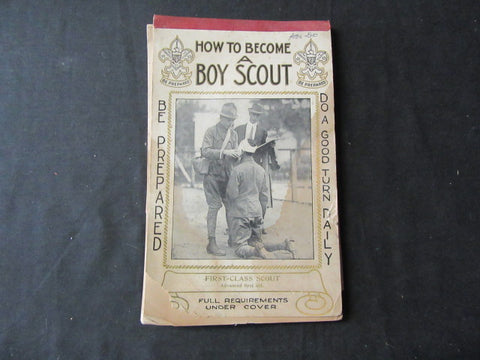 HOW TO BECOME
A
BOY SCOUT
BE PREPARED
BE PREPARED
BE PREPARED
DO A GOOD TURN DAILY
FIRST-CLASS SCOUT
FULL REQUIREMENTS
UNDER COVER